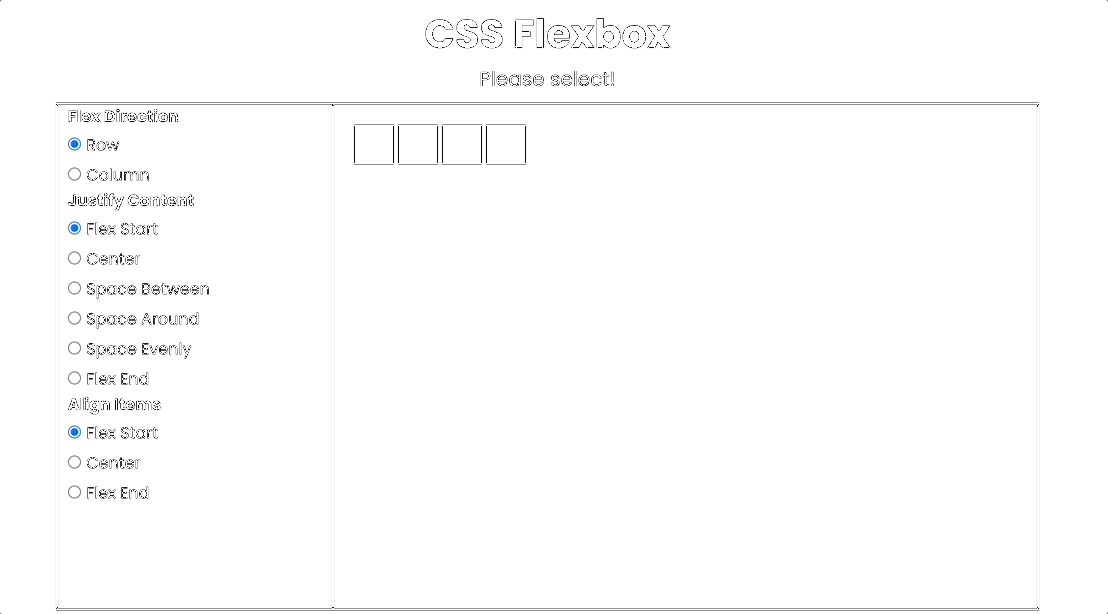 CSS Flexbox
Please select!
Flex Direction
Row
Column
Justify Content
Flex Start
Center
Space Between
Space Around
Space Evenly
Flex End
Align Items
Flex Start
Center
Flex End